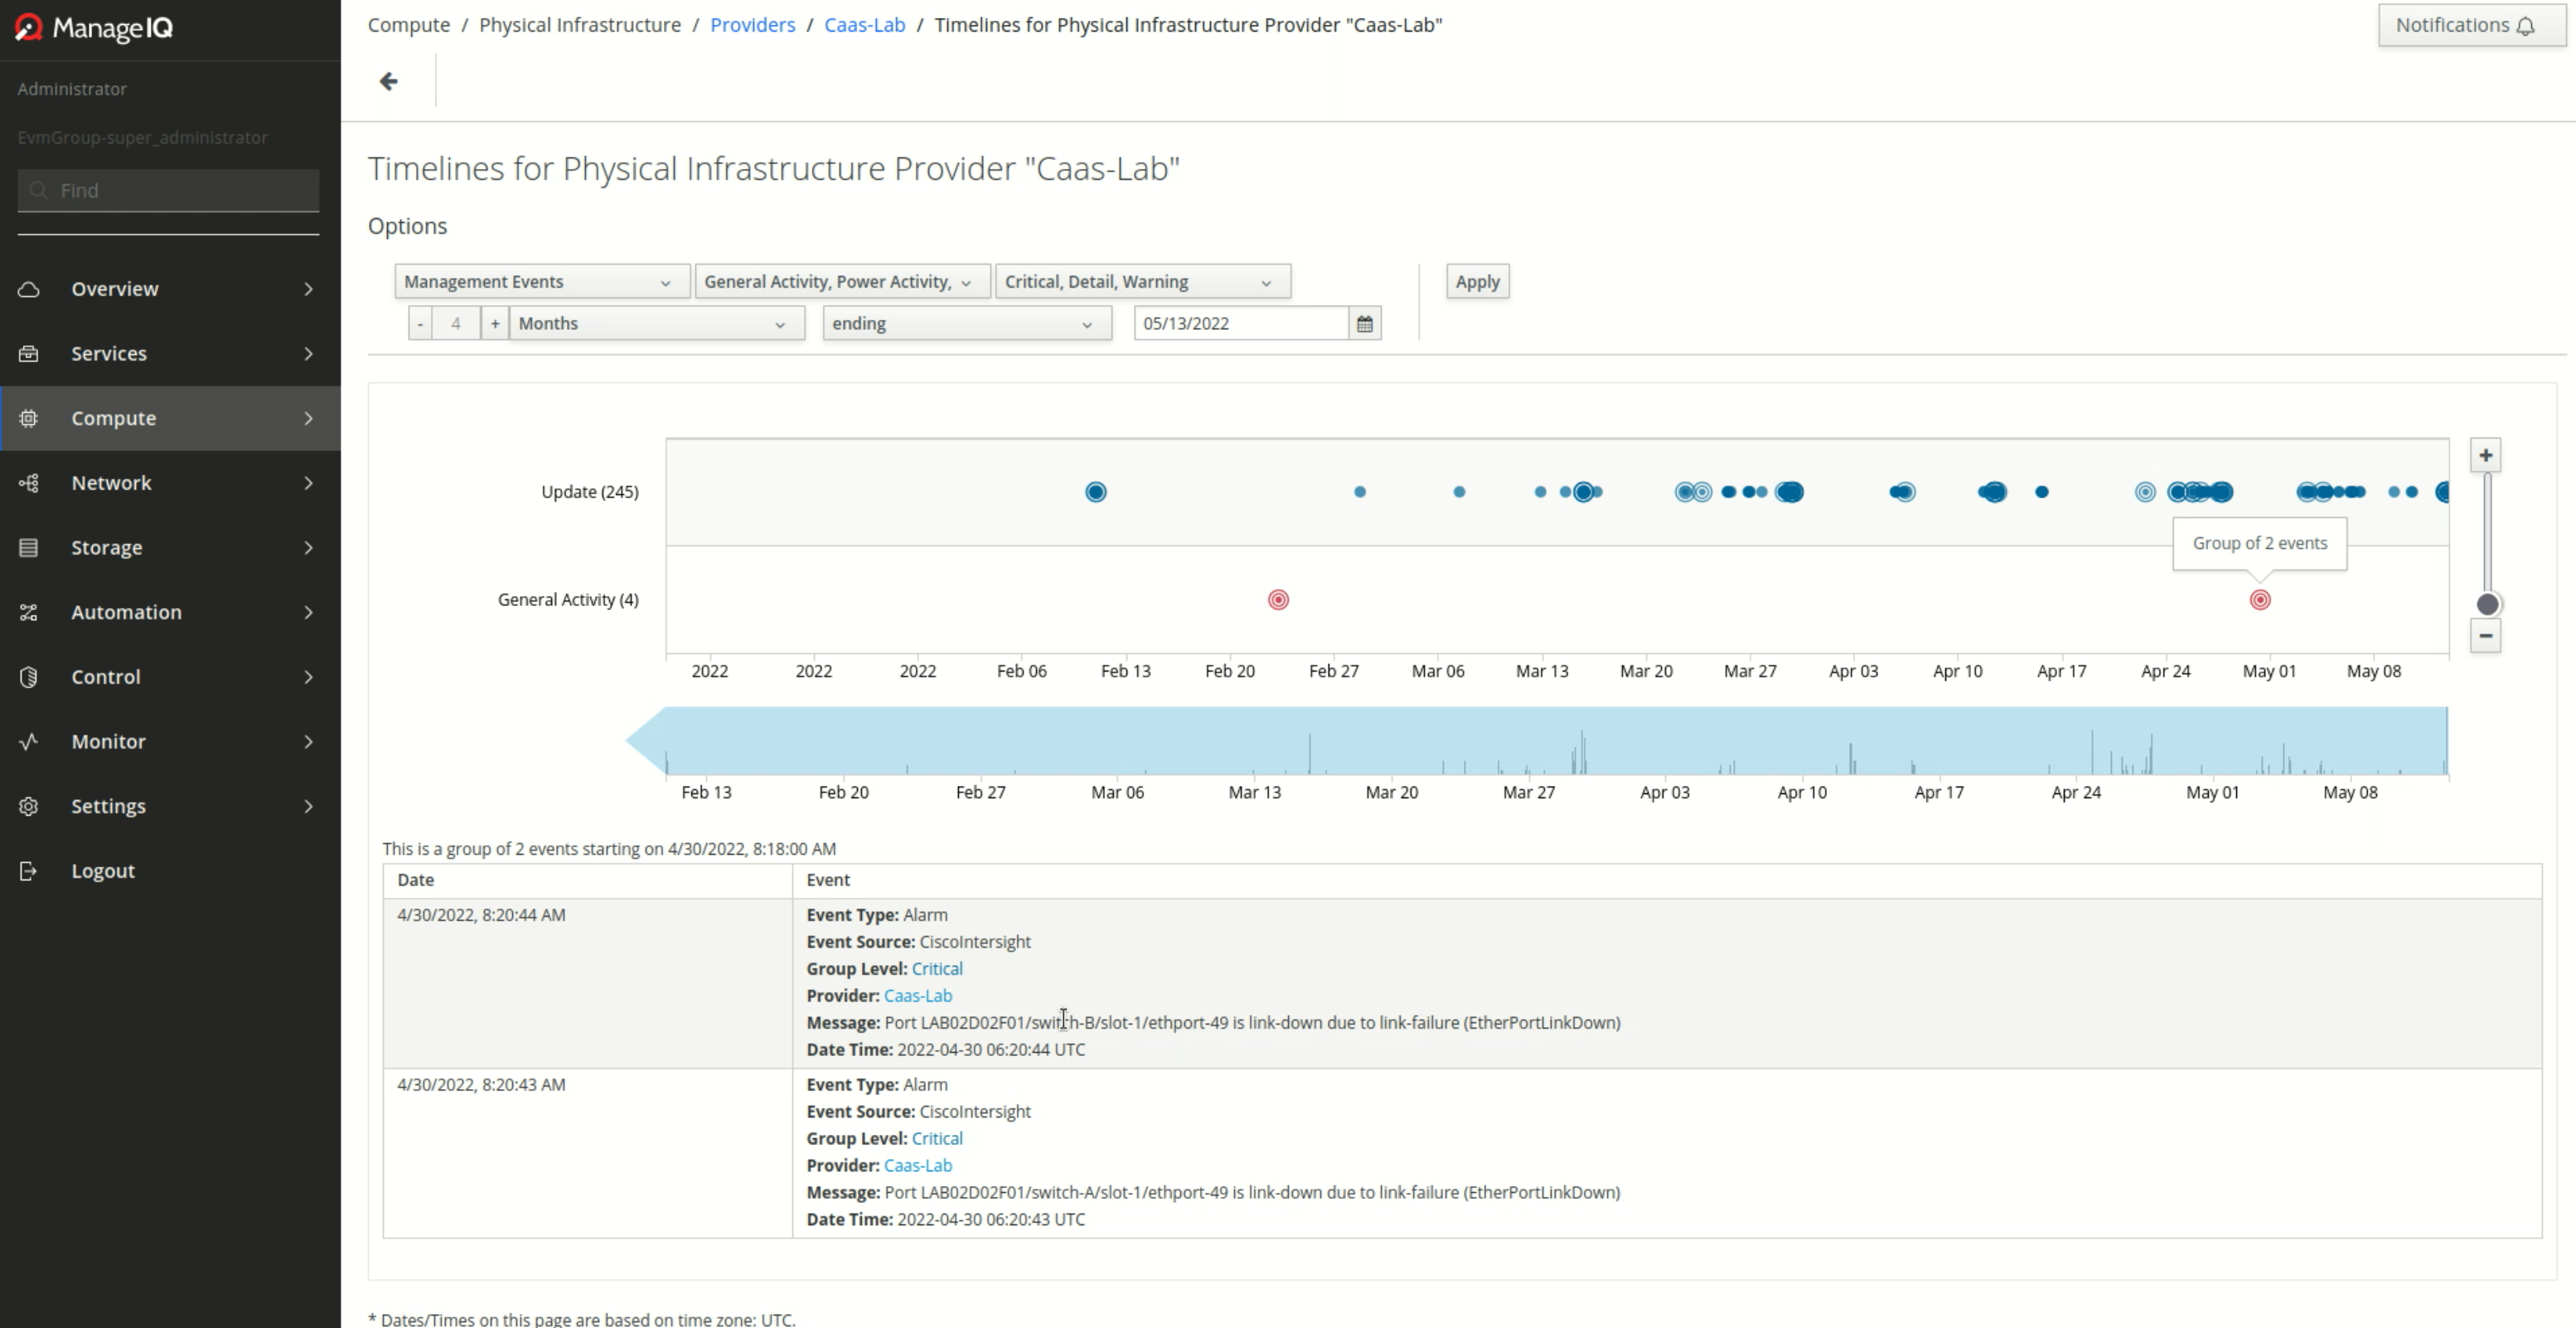 ManageIQ
Administrator
EvmGroup-super_administrator
Find
Overview
Services
Compute
Network
Storage
Automation
Control
Monitor
Settings
Logout
Compute / Physical Infrastructure / Providers / Caas-Lab / Timelines for Physical Infrastructure Provider "Caas-Lab"
Notifications
Timelines for Physical Infrastructure Provider "Caas-Lab"
Options
Management Events General Activity, Power Activity, Critical, Detail, Warning Apply
- 4 + Months ending 05/13/2022
Update (245)
Group of 2 events
General Activity (4)
2022 2022 2022 Feb 06 Feb 13 Feb 20 Feb 27 Mar 06 Mar 13 Mar 20 Mar 27 Apr 03 Apr 10 Apr 17 Apr 24 May 01 May 08
Feb 13 Feb 20 Feb 27 Mar 06 Mar 13 Mar 20 Mar 27 Apr 03 Apr 10 Apr 17 Apr 24 May 01 May 08
This is a group of 2 events starting on 4/30/2022, 8:18:00 AM
Date Event
4/30/2022, 8:20:44 AM Event Type: Alarm
Event Source: CiscoIntersight
Group Level: Critical
Provider: Caas-Lab
Message: Port LAB02D02F01/switch-B/slot-1/ethport-49 is link-down due to link-failure (EtherPortLinkDown)
Date Time: 2022-04-30 06:20:44 UTC
4/30/2022, 8:20:43 AM Event Type: Alarm
Event Source: CiscoIntersight
Group Level: Critical
Provider: Caas-Lab
Message: Port LAB02D02F01/switch-A/slot-1/ethport-49 is link-down due to link-failure (EtherPortLinkDown)
Date Time: 2022-04-30 06:20:43 UTC
* Dates/Times on this page are based on time zone: UTC.